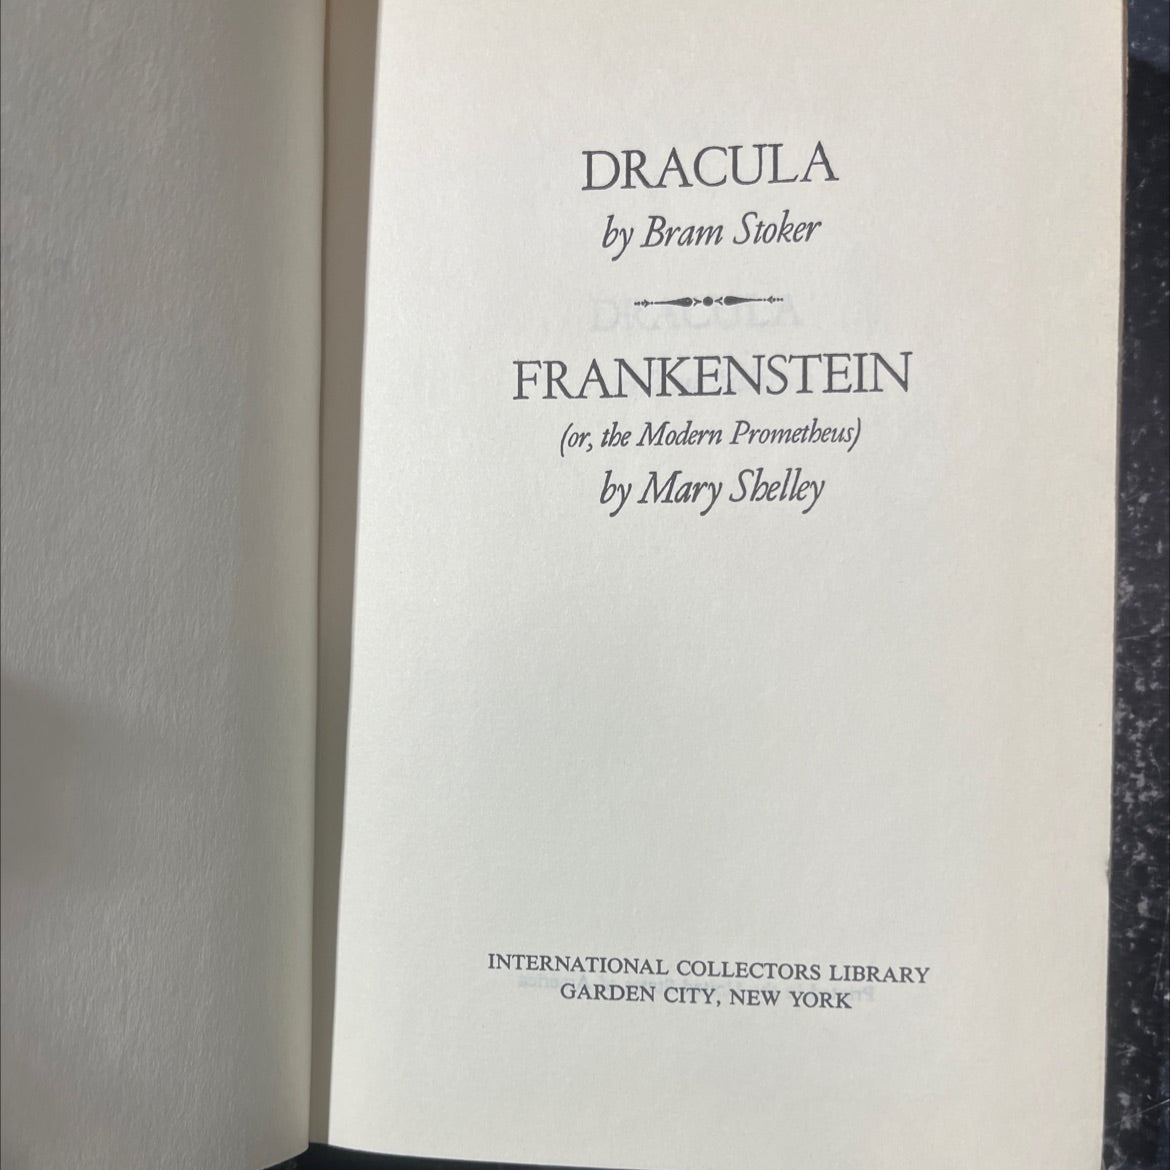 DRACULA
by Bram Stoker
FRANKENSTEIN
(or, the Modern Prometheus)
by Mary Shelley
INTERNATIONAL COLLECTORS LIBRARY
GARDEN CITY, NEW YORK